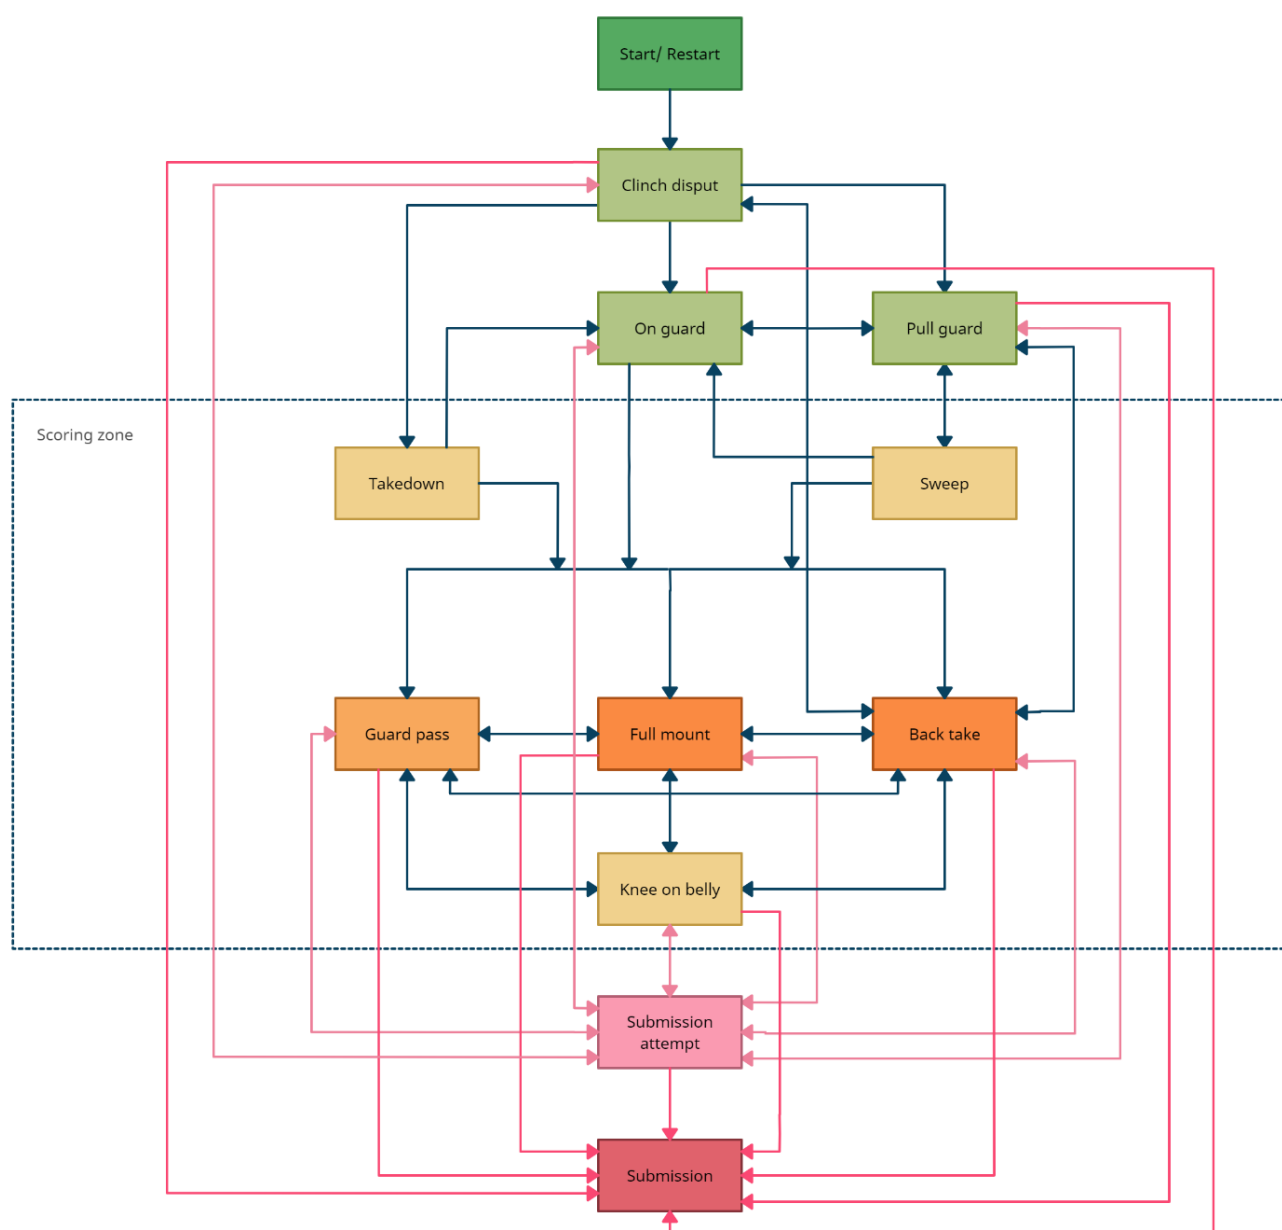 Start/ Restart
Clinch disput
On guard
Pull guard
Scoring zone
Takedown
Sweep
Guard pass
Full mount
Back take
Knee on belly
Submission
attempt
Submission